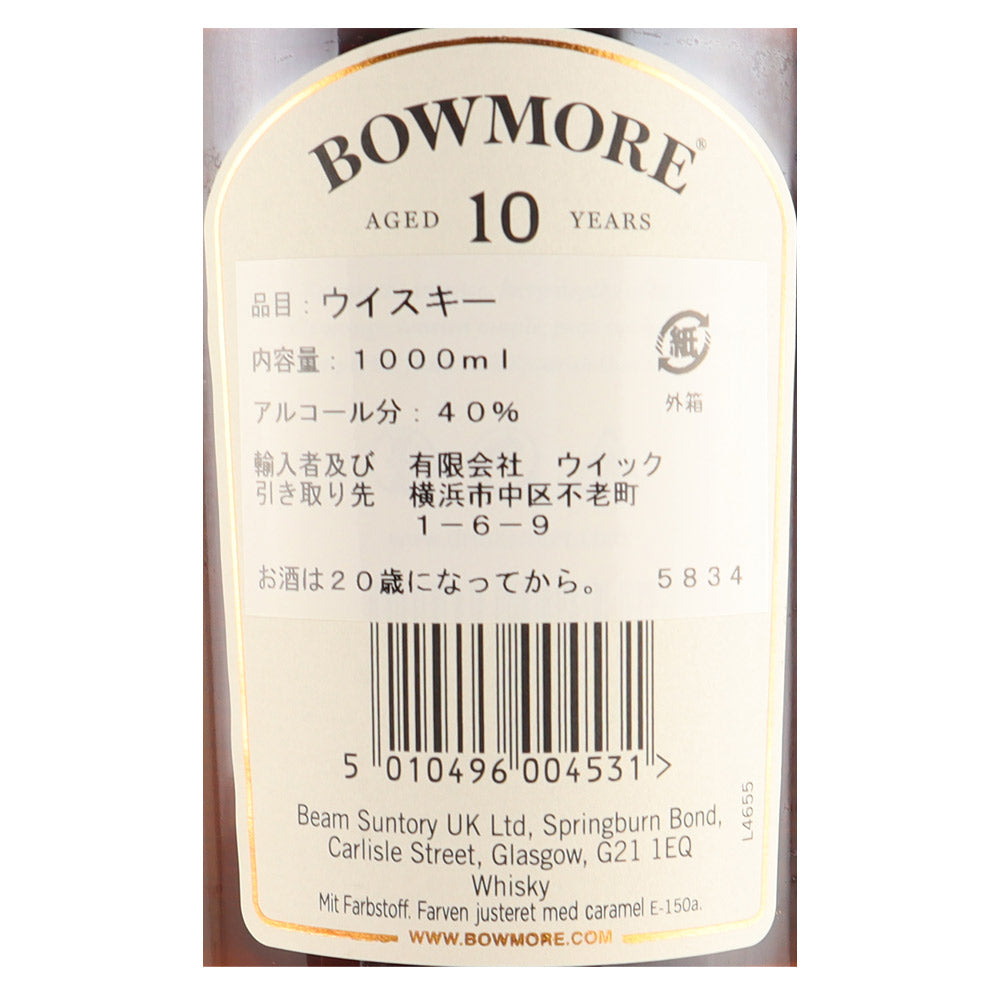 BOWMORE®
AGED 10 YEARS
品目：ウイスキー
内容量：１０００ｍｌ
紙
アルコール分：４０％
外箱
輸入者及び　有限会社　ウイック
引き取り先　横浜市中区不老町
１－６－９
お酒は２０歳になってから。　５８３４
5 010496 004531 >
L4655
Beam Suntory UK Ltd, Springburn Bond,
Carlisle Street, Glasgow, G21 1EQ
Whisky
Mit Farbstoff. Farven justeret med caramel E-150a.
WWW.BOWMORE.COM